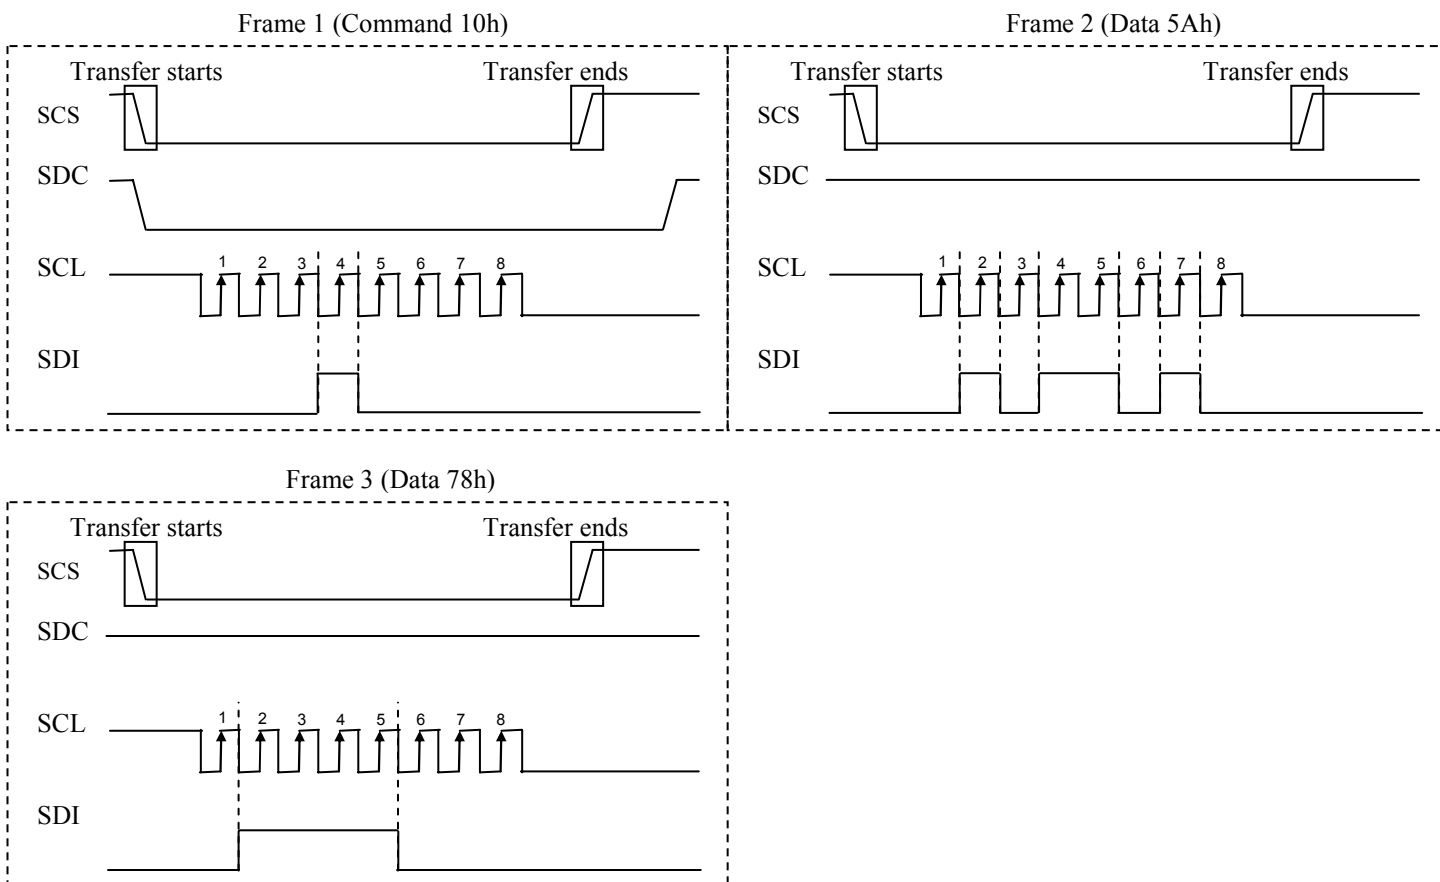 Frame 1 (Command 10h)
Transfer starts
Transfer ends
SCS
SDC
SCL
1 2 3 4 5 6 7 8
SDI
Frame 2 (Data 5Ah)
Transfer starts
Transfer ends
SCS
SDC
SCL
1 2 3 4 5 6 7 8
SDI
Frame 3 (Data 78h)
Transfer starts
Transfer ends
SCS
SDC
SCL
1 2 3 4 5 6 7 8
SDI